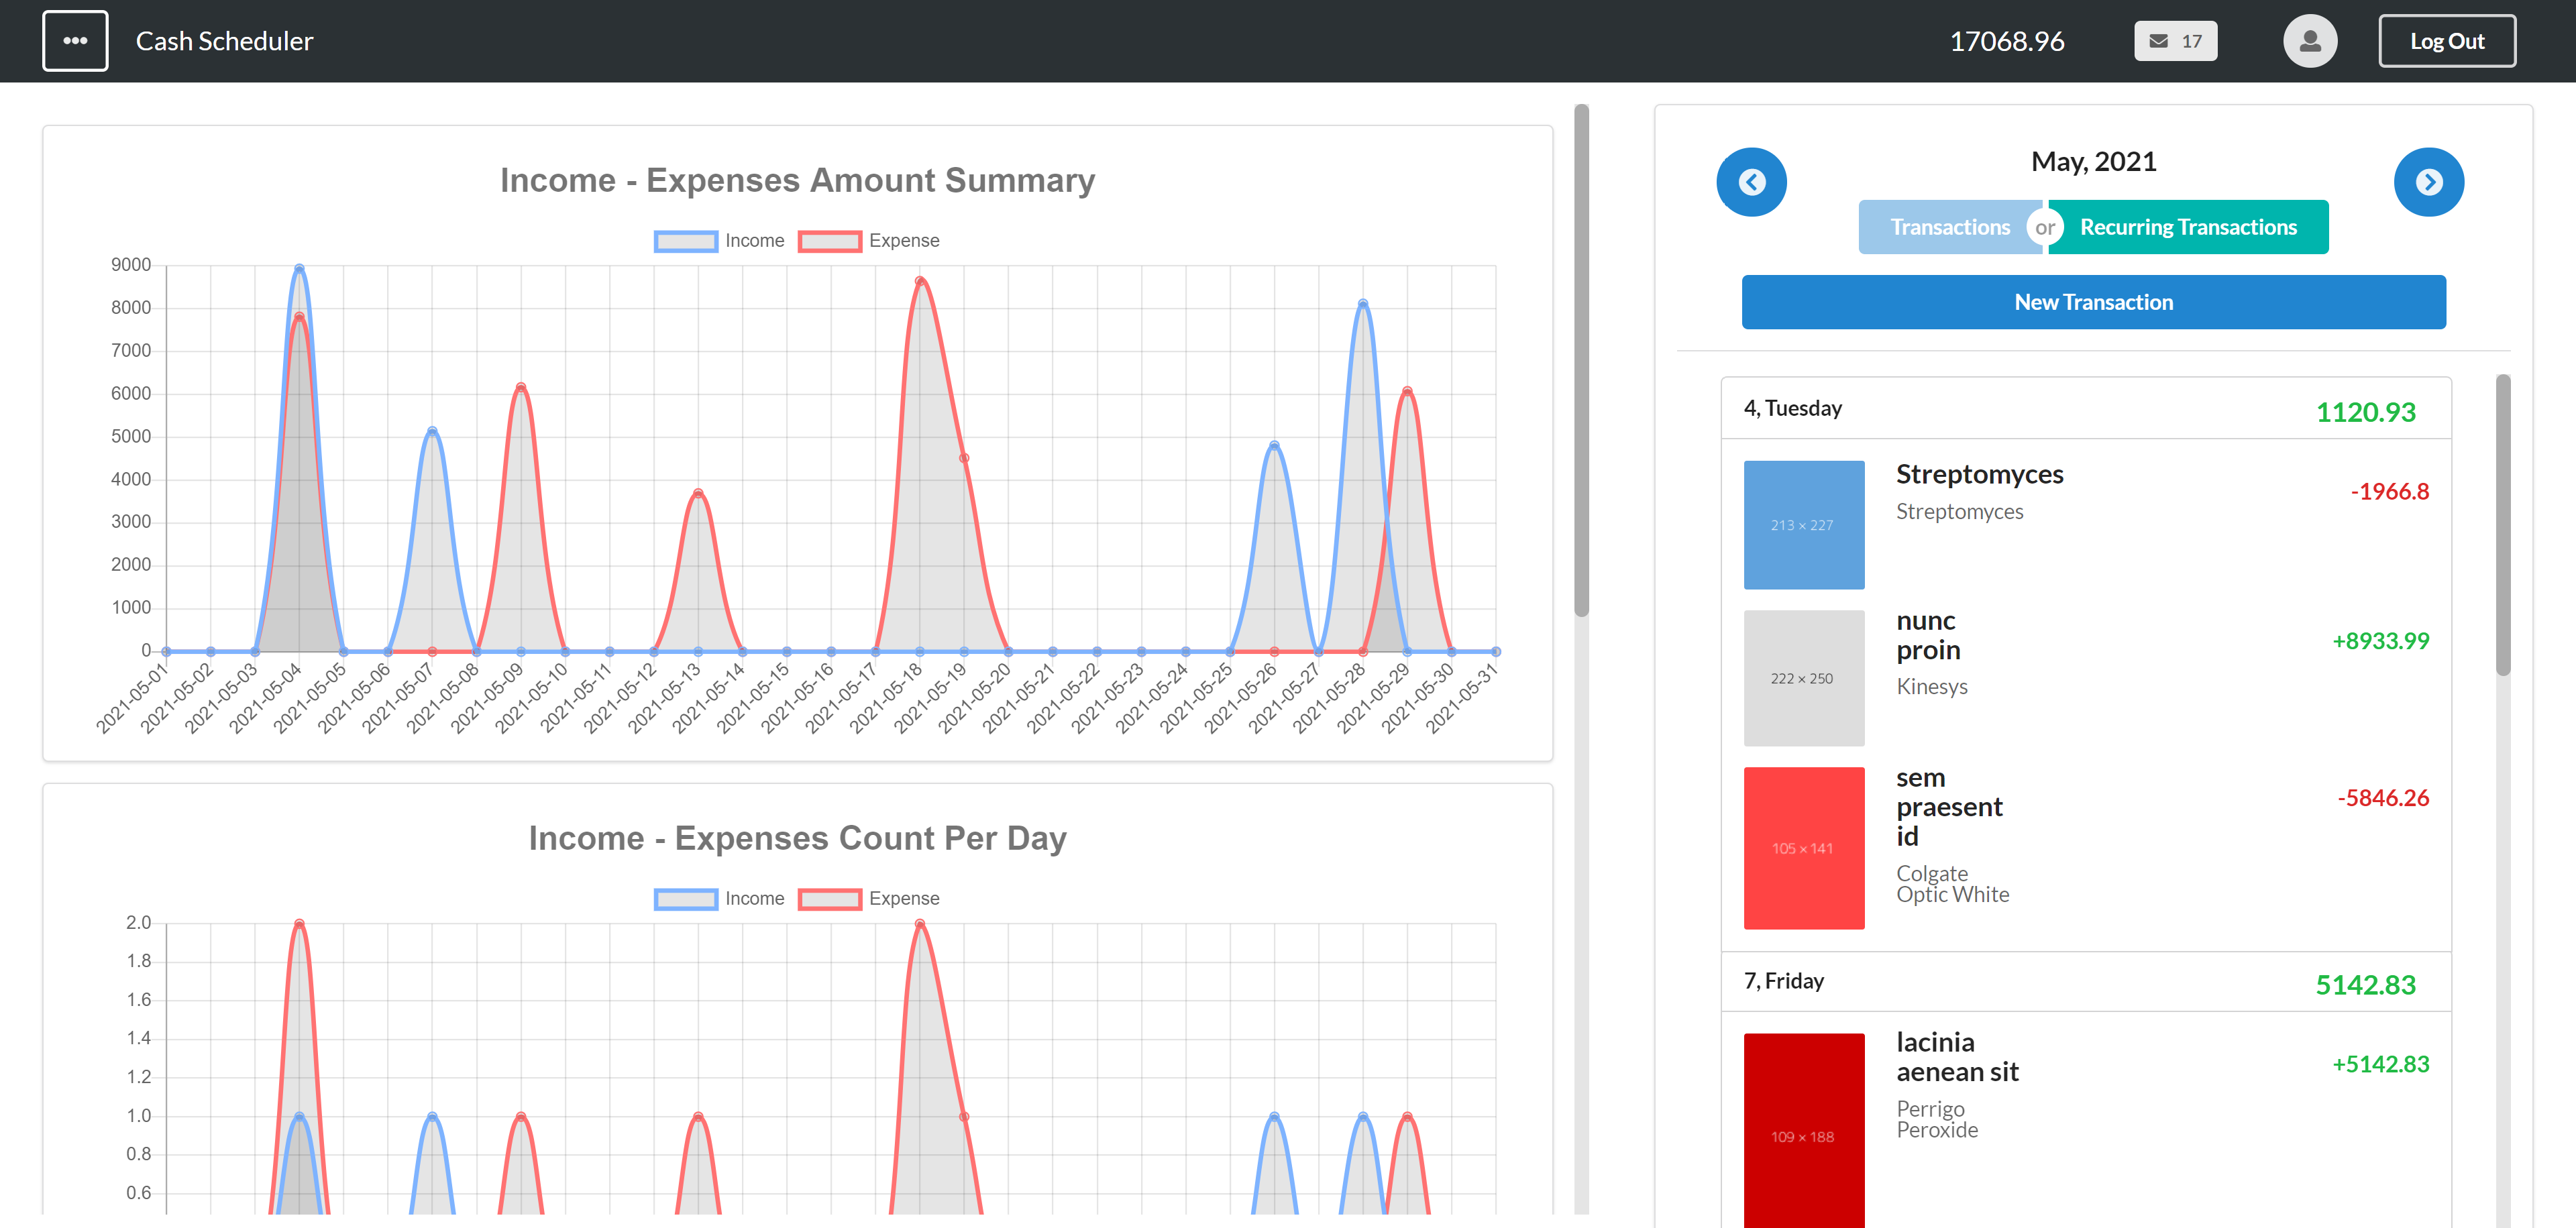 Cash Scheduler
17068.96
17
Log Out
Income - Expenses Amount Summary
Income
Expense
9000
8000
7000
6000
5000
4000
3000
2000
1000
0
2021-05-01
2021-05-02
2021-05-03
2021-05-04
2021-05-05
2021-05-06
2021-05-07
2021-05-08
2021-05-09
2021-05-10
2021-05-11
2021-05-12
2021-05-13
2021-05-14
2021-05-15
2021-05-16
2021-05-17
2021-05-18
2021-05-19
2021-05-20
2021-05-21
2021-05-22
2021-05-23
2021-05-24
2021-05-25
2021-05-26
2021-05-27
2021-05-28
2021-05-29
2021-05-30
2021-05-31
Income - Expenses Count Per Day
Income
Expense
2.0
1.8
1.6
1.4
1.2
1.0
0.8
0.6
May, 2021
Transactions or Recurring Transactions
New Transaction
4, Tuesday
1120.93
213 × 227
Streptomyces
Streptomyces
-1966.8
222 × 250
nunc
proin
Kinesys
+8933.99
105 × 141
sem
praesent
id
Colgate
Optic White
-5846.26
7, Friday
5142.83
109 × 188
lacinia
aenean sit
Perrigo
Peroxide
+5142.83